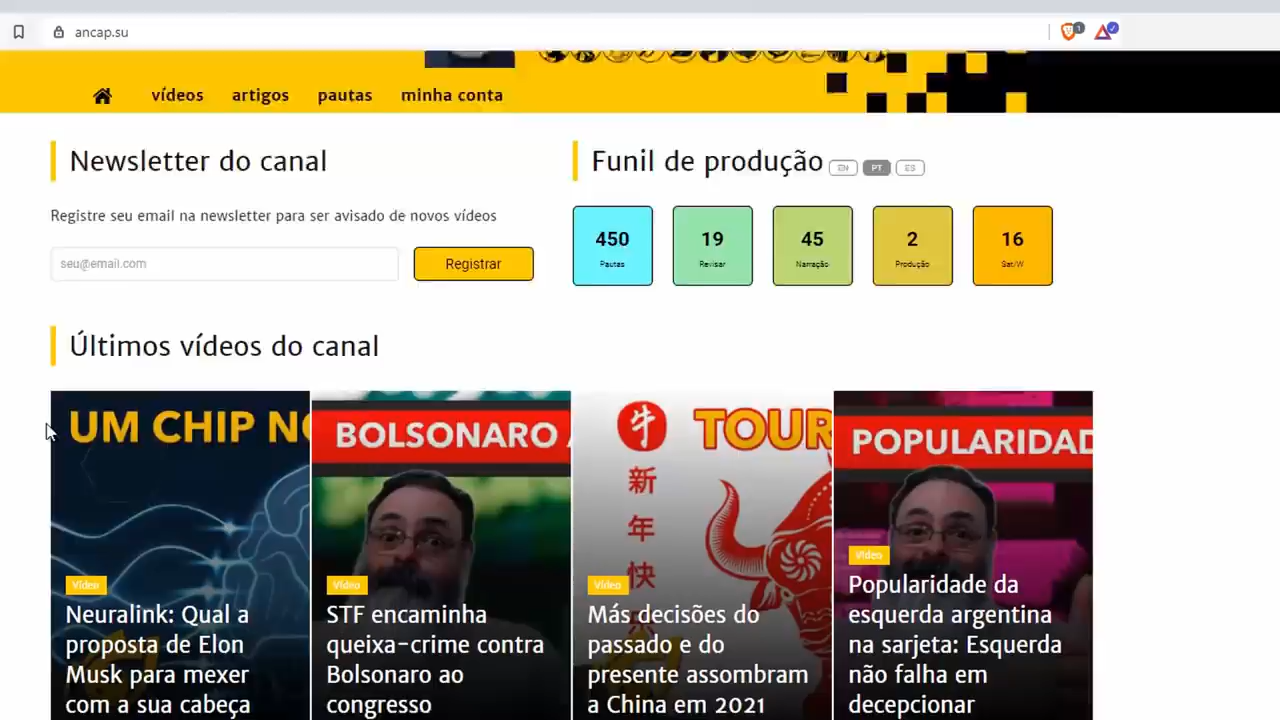 ancap.su
1
vídeos
artigos
pautas
minha conta
Newsletter do canal
Registre seu email na newsletter para ser avisado de novos vídeos
seu@email.com
Registrar
Funil de produção
EN
PT
ES
450
Pautas
19
Revisar
45
Narração
2
Produção
16
Sar/W
Últimos vídeos do canal
UM CHIP NO
Vídeo
Neuralink: Qual a
proposta de Elon
Musk para mexer
com a sua cabeça
BOLSONARO
Vídeo
STF encaminha
queixa-crime contra
Bolsonaro ao
congresso
牛
新
年
快
TOUR
Vídeo
Más decisões do
passado e do
presente assombram
a China em 2021
POPULARIDAD
Vídeo
Popularidade da
esquerda argentina
na sarjeta: Esquerda
não falha em
decepcionar